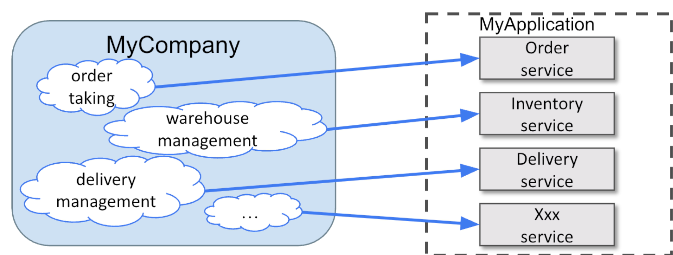 MyCompany
order
taking
warehouse
management
delivery
management
...
MyApplication
Order
service
Inventory
service
Delivery
service
Xxx
service